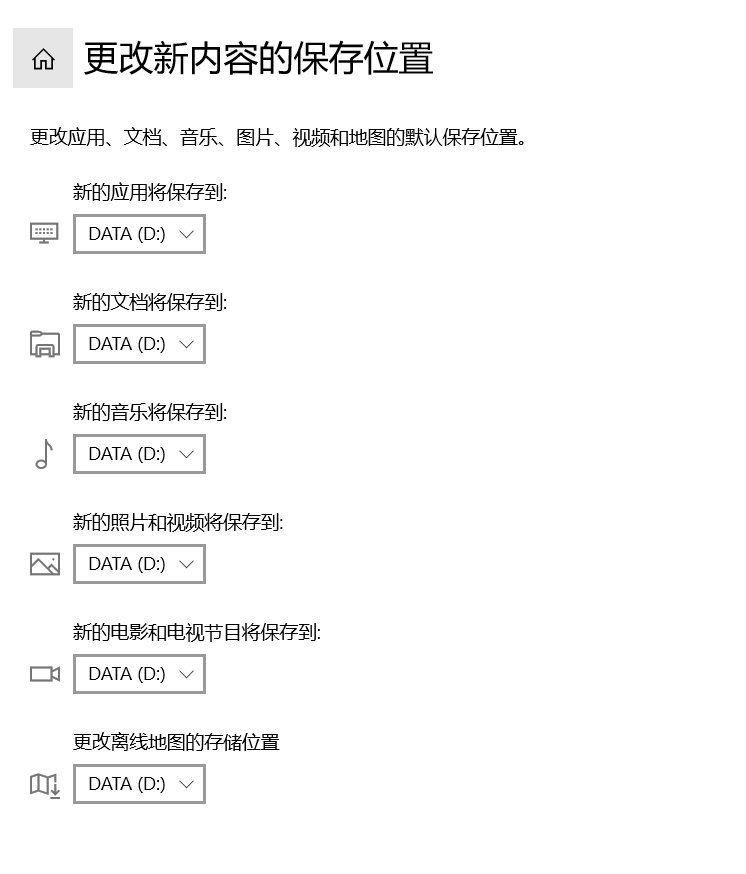 更改新内容的保存位置
更改应用、文档、音乐、图片、视频和地图的默认保存位置。
新的应用将保存到:
DATA (D:)
新的文档将保存到:
DATA (D:)
新的音乐将保存到:
DATA (D:)
新的照片和视频将保存到:
DATA (D:)
新的电影和电视节目将保存到:
DATA (D:)
更改离线地图的存储位置
DATA (D:)